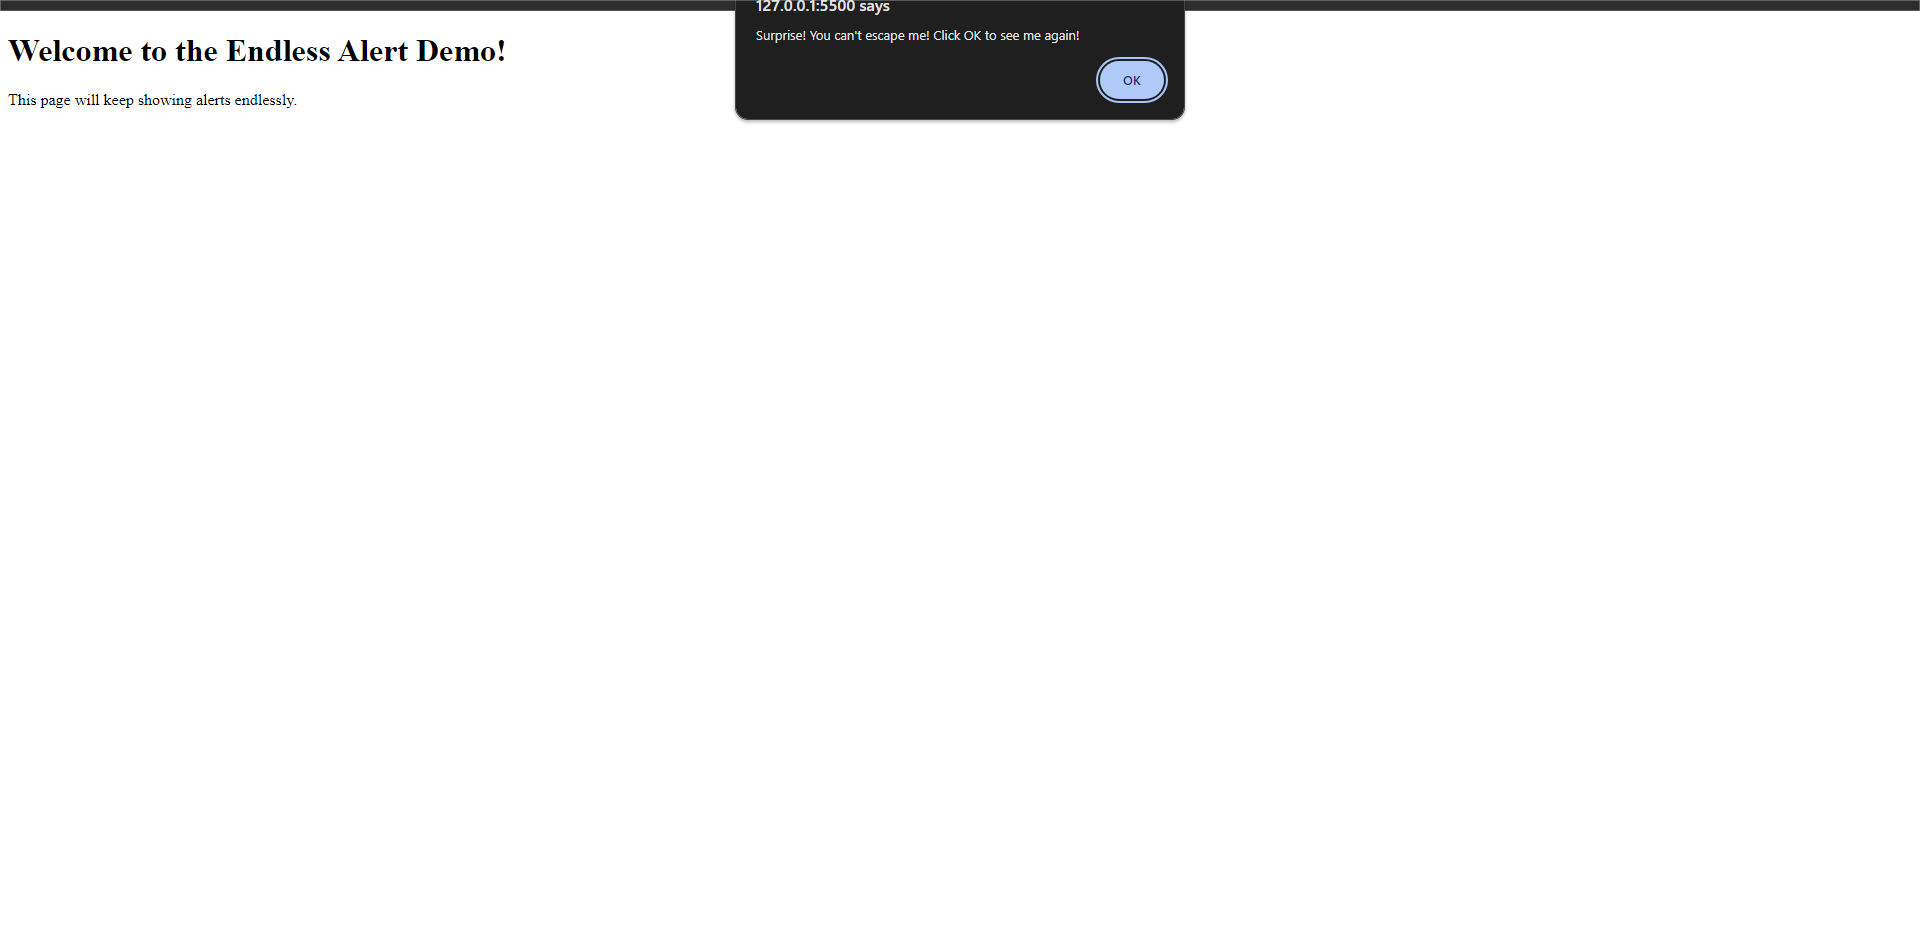 127.0.0.1:5500 says
Surprise! You can't escape me! Click OK to see me again!
OK
Welcome to the Endless Alert Demo!
This page will keep showing alerts endlessly.